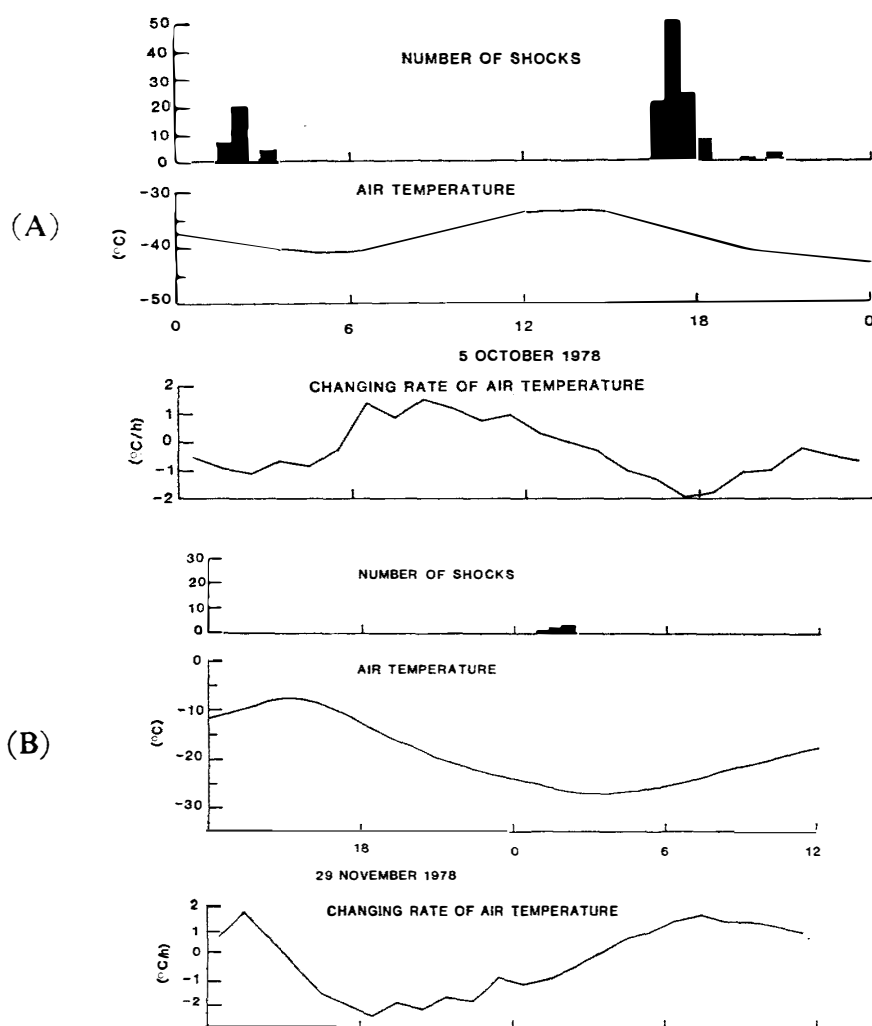 (A)
NUMBER OF SHOCKS
50
40
30
20
10
0
AIR TEMPERATURE
(°C)
-30
-40
-50
0 6 12 18 0
5 OCTOBER 1978
CHANGING RATE OF AIR TEMPERATURE
(°C/h)
2
1
0
-1
-2
(B)
NUMBER OF SHOCKS
30
20
10
0
AIR TEMPERATURE
(°C)
0
-10
-20
-30
18 0 6 12
29 NOVEMBER 1978
CHANGING RATE OF AIR TEMPERATURE
(°C/h)
2
1
0
-1
-2